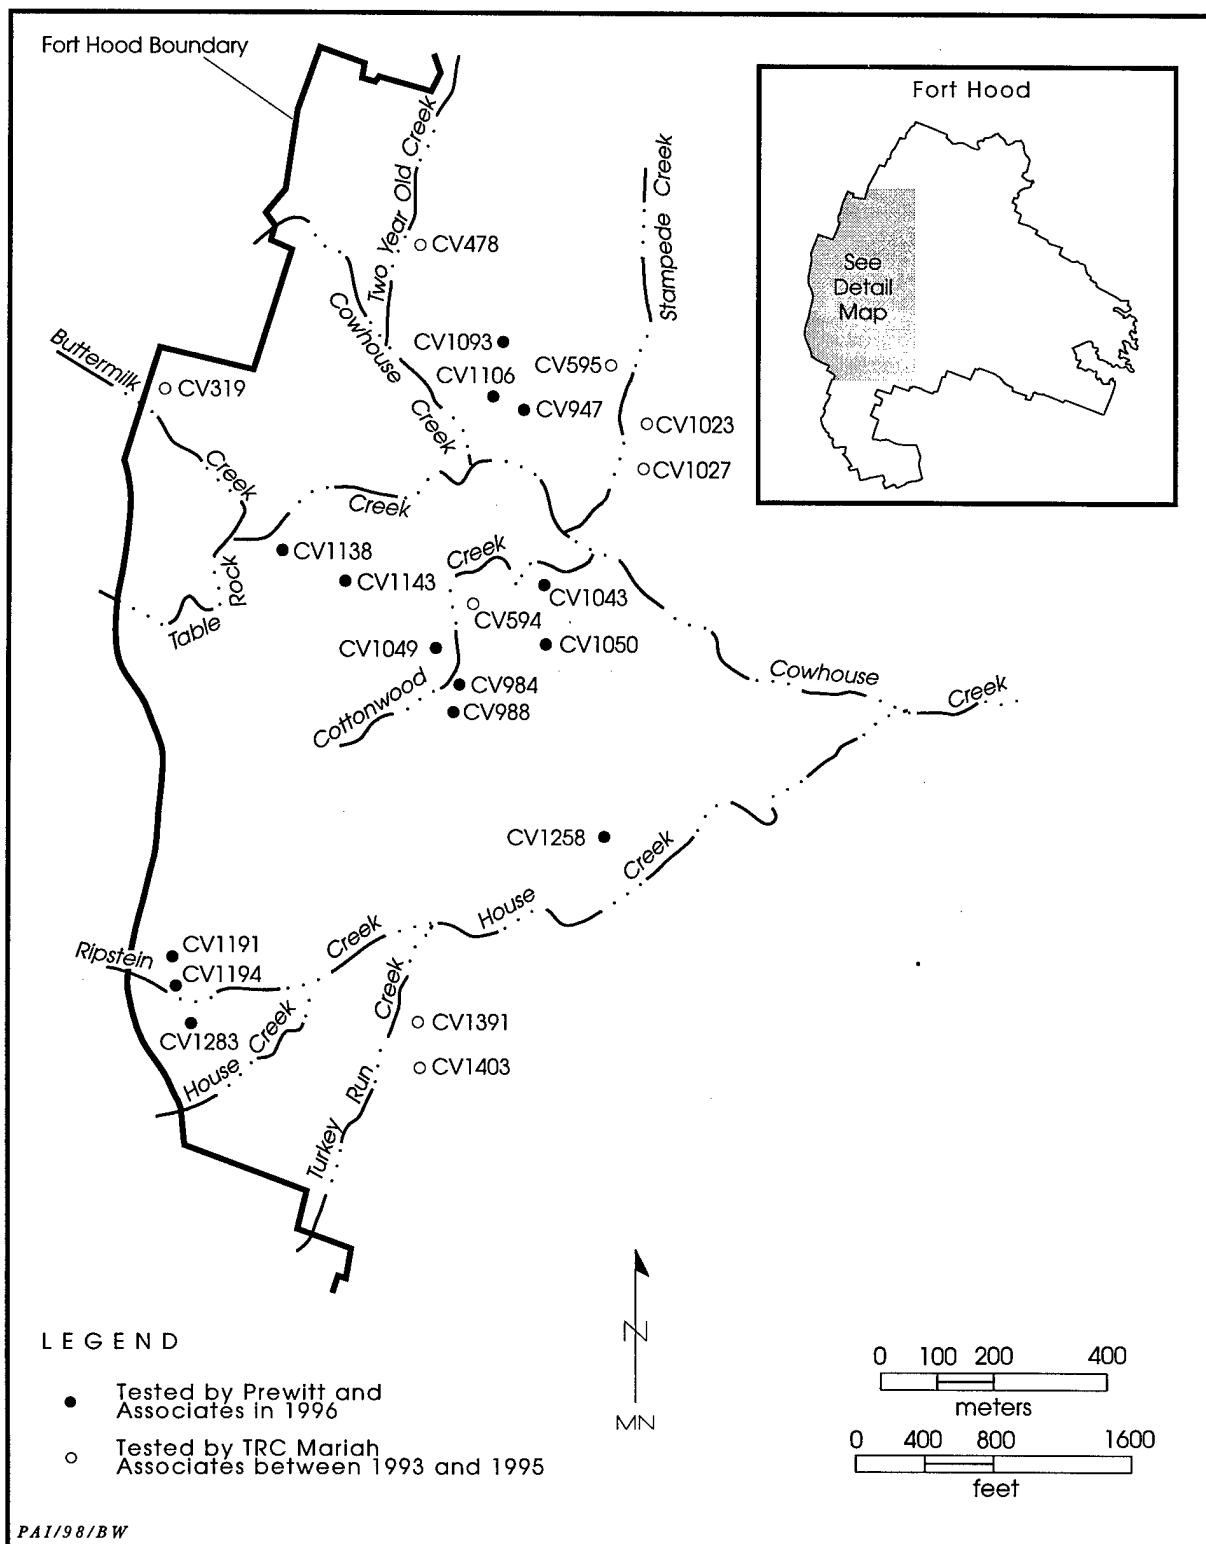 Fort Hood Boundary
Fort Hood
See
Detail
Map
Two Year Old Creek
Stampede Creek
CV478
Cowhouse
Creek
CV1093
CV595
CV1106
CV947
CV1023
CV1027
Buttermilk
CV319
Creek
Creek
CV1138
CV1143
Rock
Table
Creek
CV1043
CV594
CV1049
CV1050
CV984
CV988
Cottonwood
Cowhouse
Creek
CV1258
Creek
House
Creek
Ripstein
CV1191
CV1194
CV1283
House
Creek
Creek
CV1391
CV1403
Run
Turkey
N
MN
LEGEND
Tested by Prewitt and
Associates in 1996
Tested by TRC Mariah
Associates between 1993 and 1995
0 100 200 400
meters
0 400 800 1600
feet
PAI/98/BW